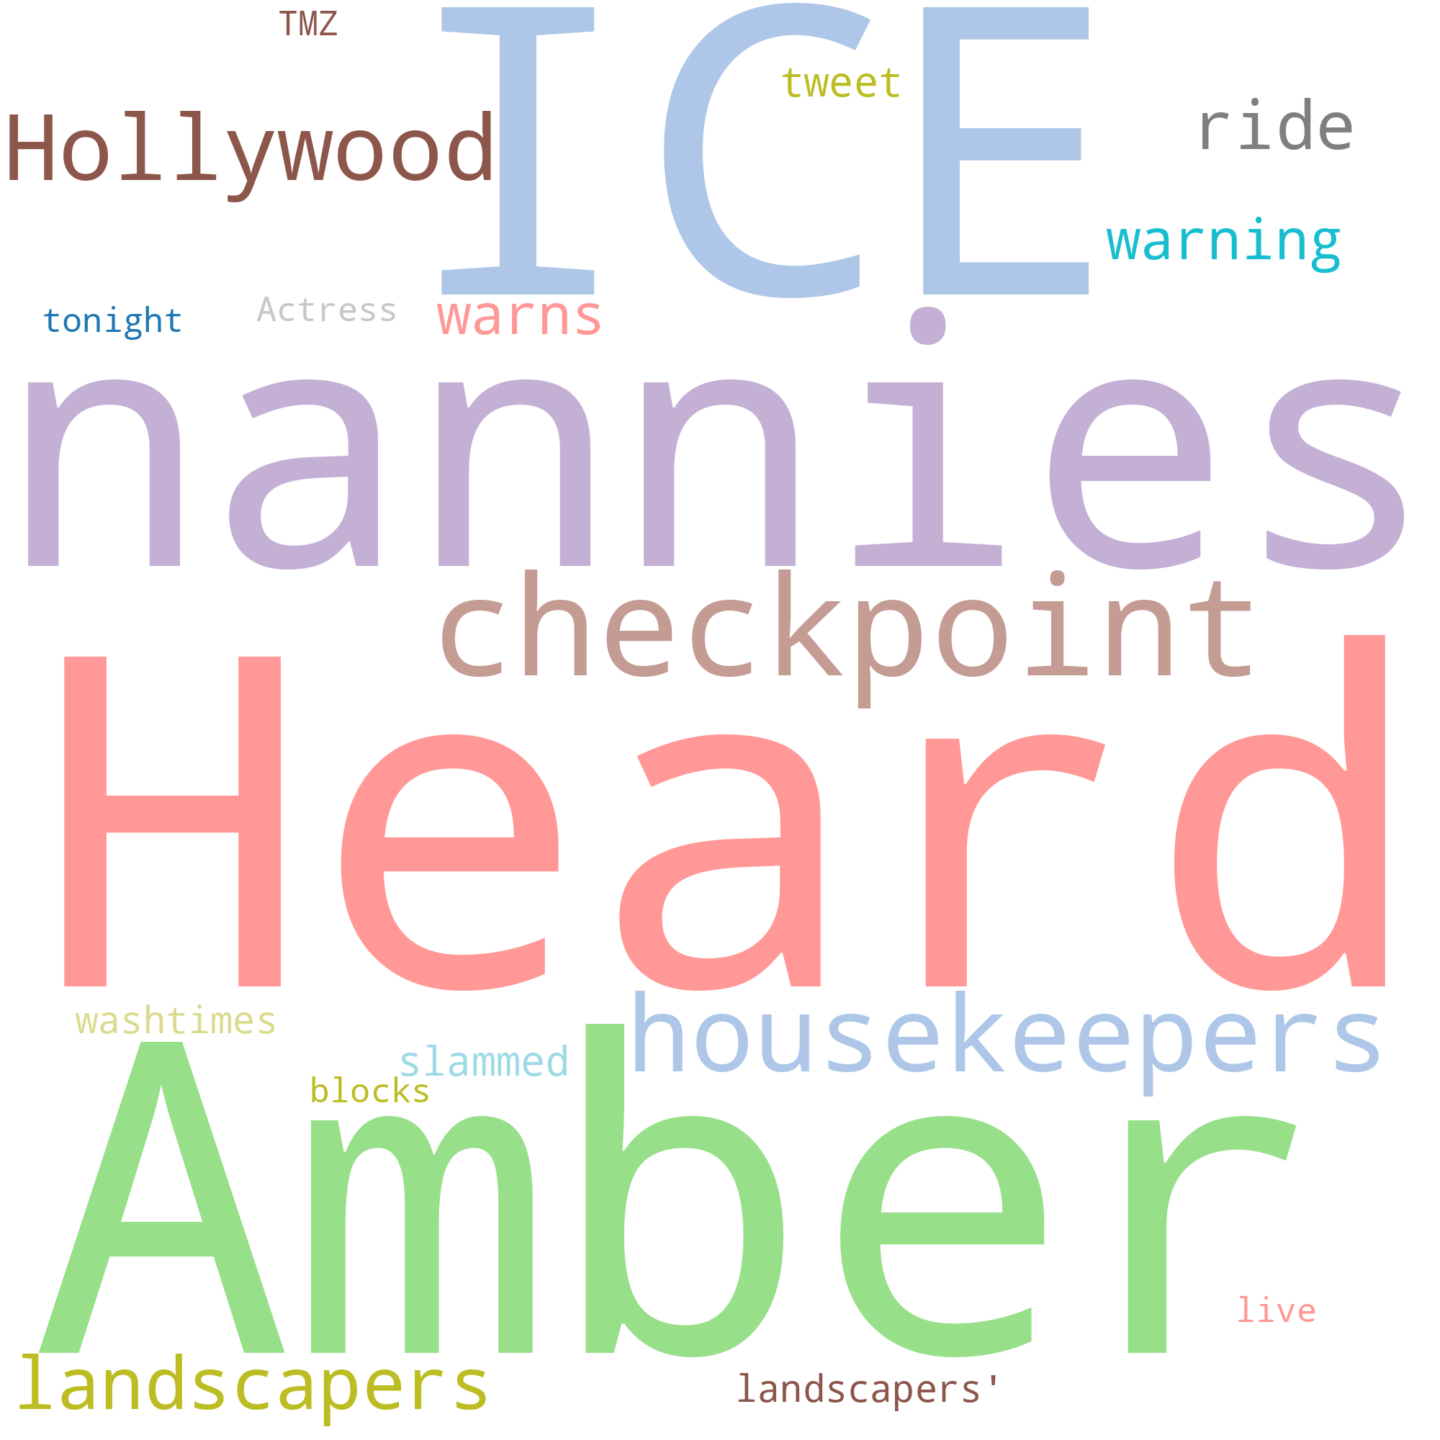 TMZ
ICE
tweet
Hollywood
ride
warning
tonight
Actress
warns
nannies
checkpoint
Heard
washtimes
housekeepers
slammed
blocks
Amber
live
landscapers
landscapers'